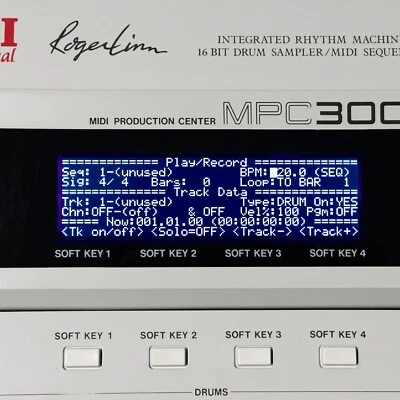 Roger Linn
INTEGRATED RHYTHM MACHIN
16 BIT DRUM SAMPLER/MIDI SEQUE
MIDI PRODUCTION CENTER MPC300
============ Play/Record ============
Seq: 1-(unused) BPM:▮20.0 (SEQ)
Sig: 4/ 4 Bars: 0 Loop:TO BAR 1
============= Track Data =============
Trk: 1-(unused) Type:DRUM On:YES
Chn:OFF-(off) & OFF Vel%:100 Pgm:OFF
===== Now:001.01.00 (00:00:00:00) =====
<Tk on/off> <Solo=OFF> <Track-> <Track+>
SOFT KEY 1 SOFT KEY 2 SOFT KEY 3 SOFT KEY 4
SOFT KEY 1 SOFT KEY 2 SOFT KEY 3 SOFT KEY 4
DRUMS